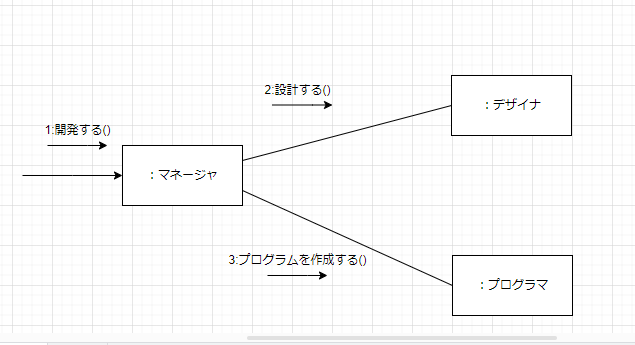 2:設計する()
: デザイナ
1:開発する()
: マネージャ
3:プログラムを作成する()
: プログラマ